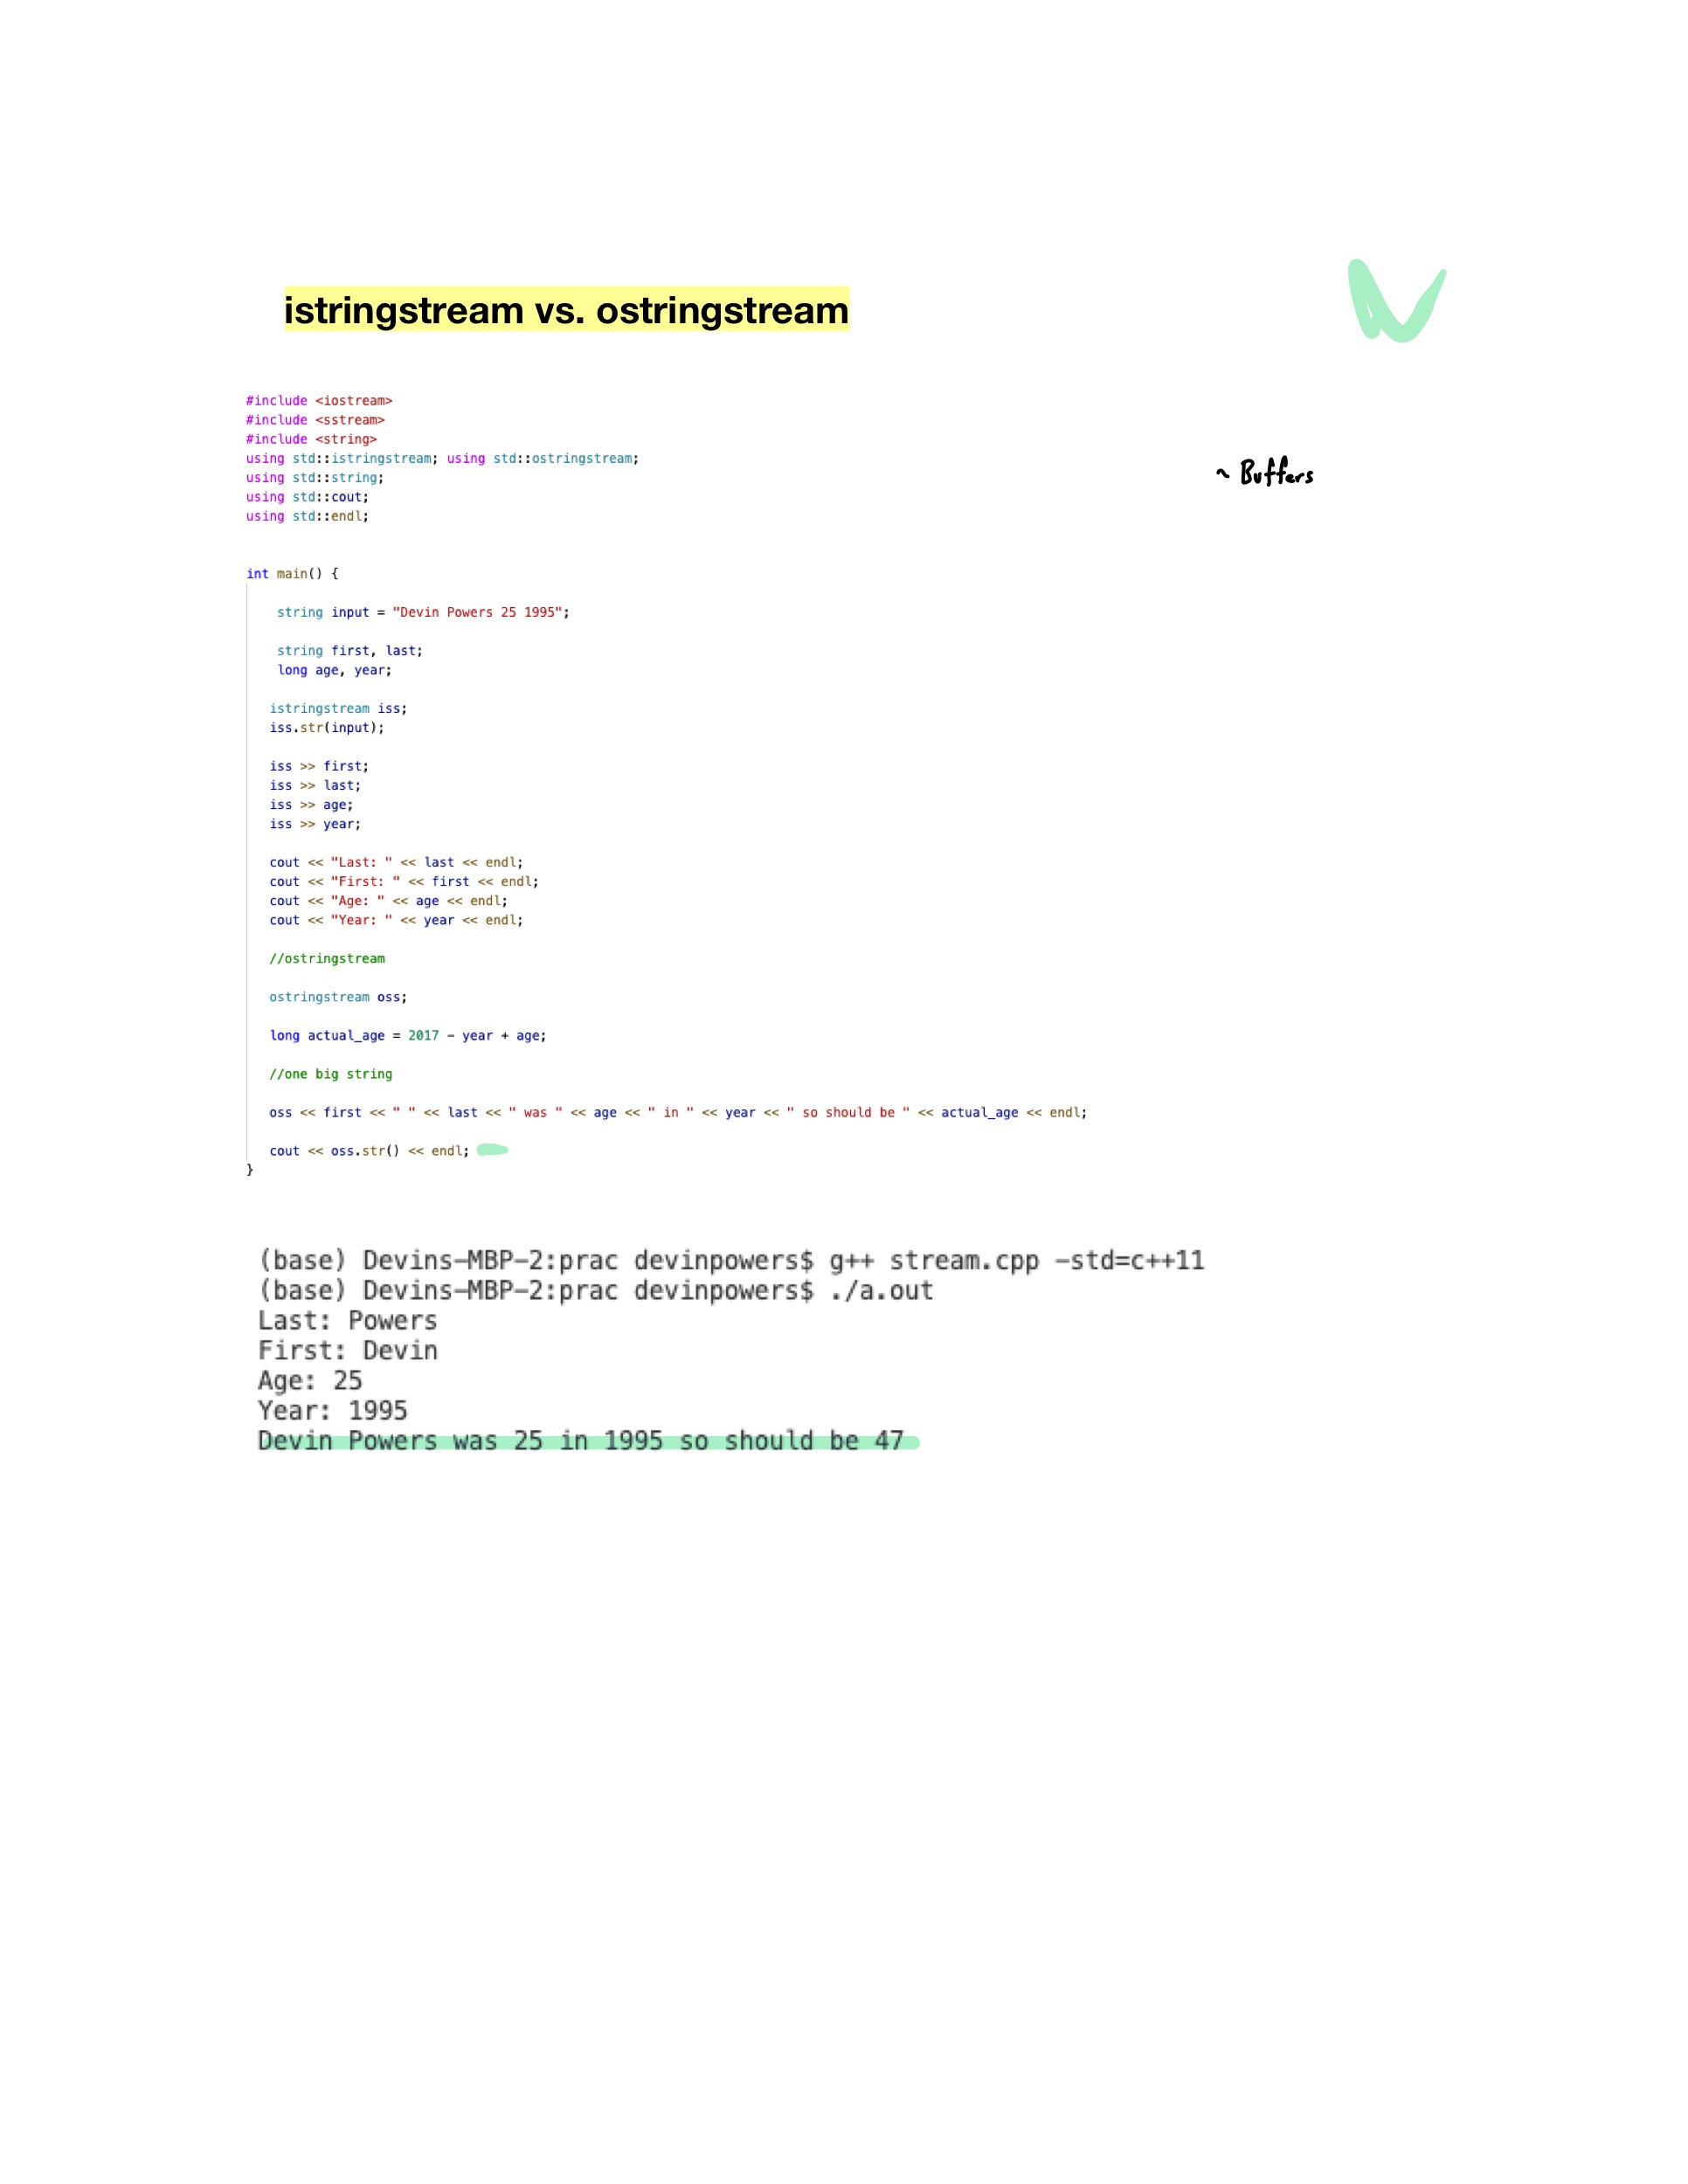 istringstream vs. ostringstream
#include <iostream>
#include <sstream>
#include <string>
using std::istringstream; using std::ostringstream;
~ Buffers
using std::string;
using std::cout;
using std::endl;
int main() {
string input = "Devin Powers 25 1995";
string first, last;
long age, year;
istringstream iss;
iss.str(input);
iss >> first;
iss >> last;
iss >> age;
iss >> year;
cout << "Last: " << last << endl;
cout << "First: " << first << endl;
cout << "Age: " << age << endl;
cout << "Year: " << year << endl;
//ostringstream
ostringstream oss;
long actual_age = 2017 - year + age;
//one big string
oss << first << " " << last << " was " << age << " in " << year << " so should be " << actual_age << endl;
cout << oss.str() << endl;
}
(base) Devins-MBP-2:prac devinpowers$ g++ stream.cpp -std=c++11
(base) Devins-MBP-2:prac devinpowers$ ./a.out
Last: Powers
First: Devin
Age: 25
Year: 1995
Devin Powers was 25 in 1995 so should be 47